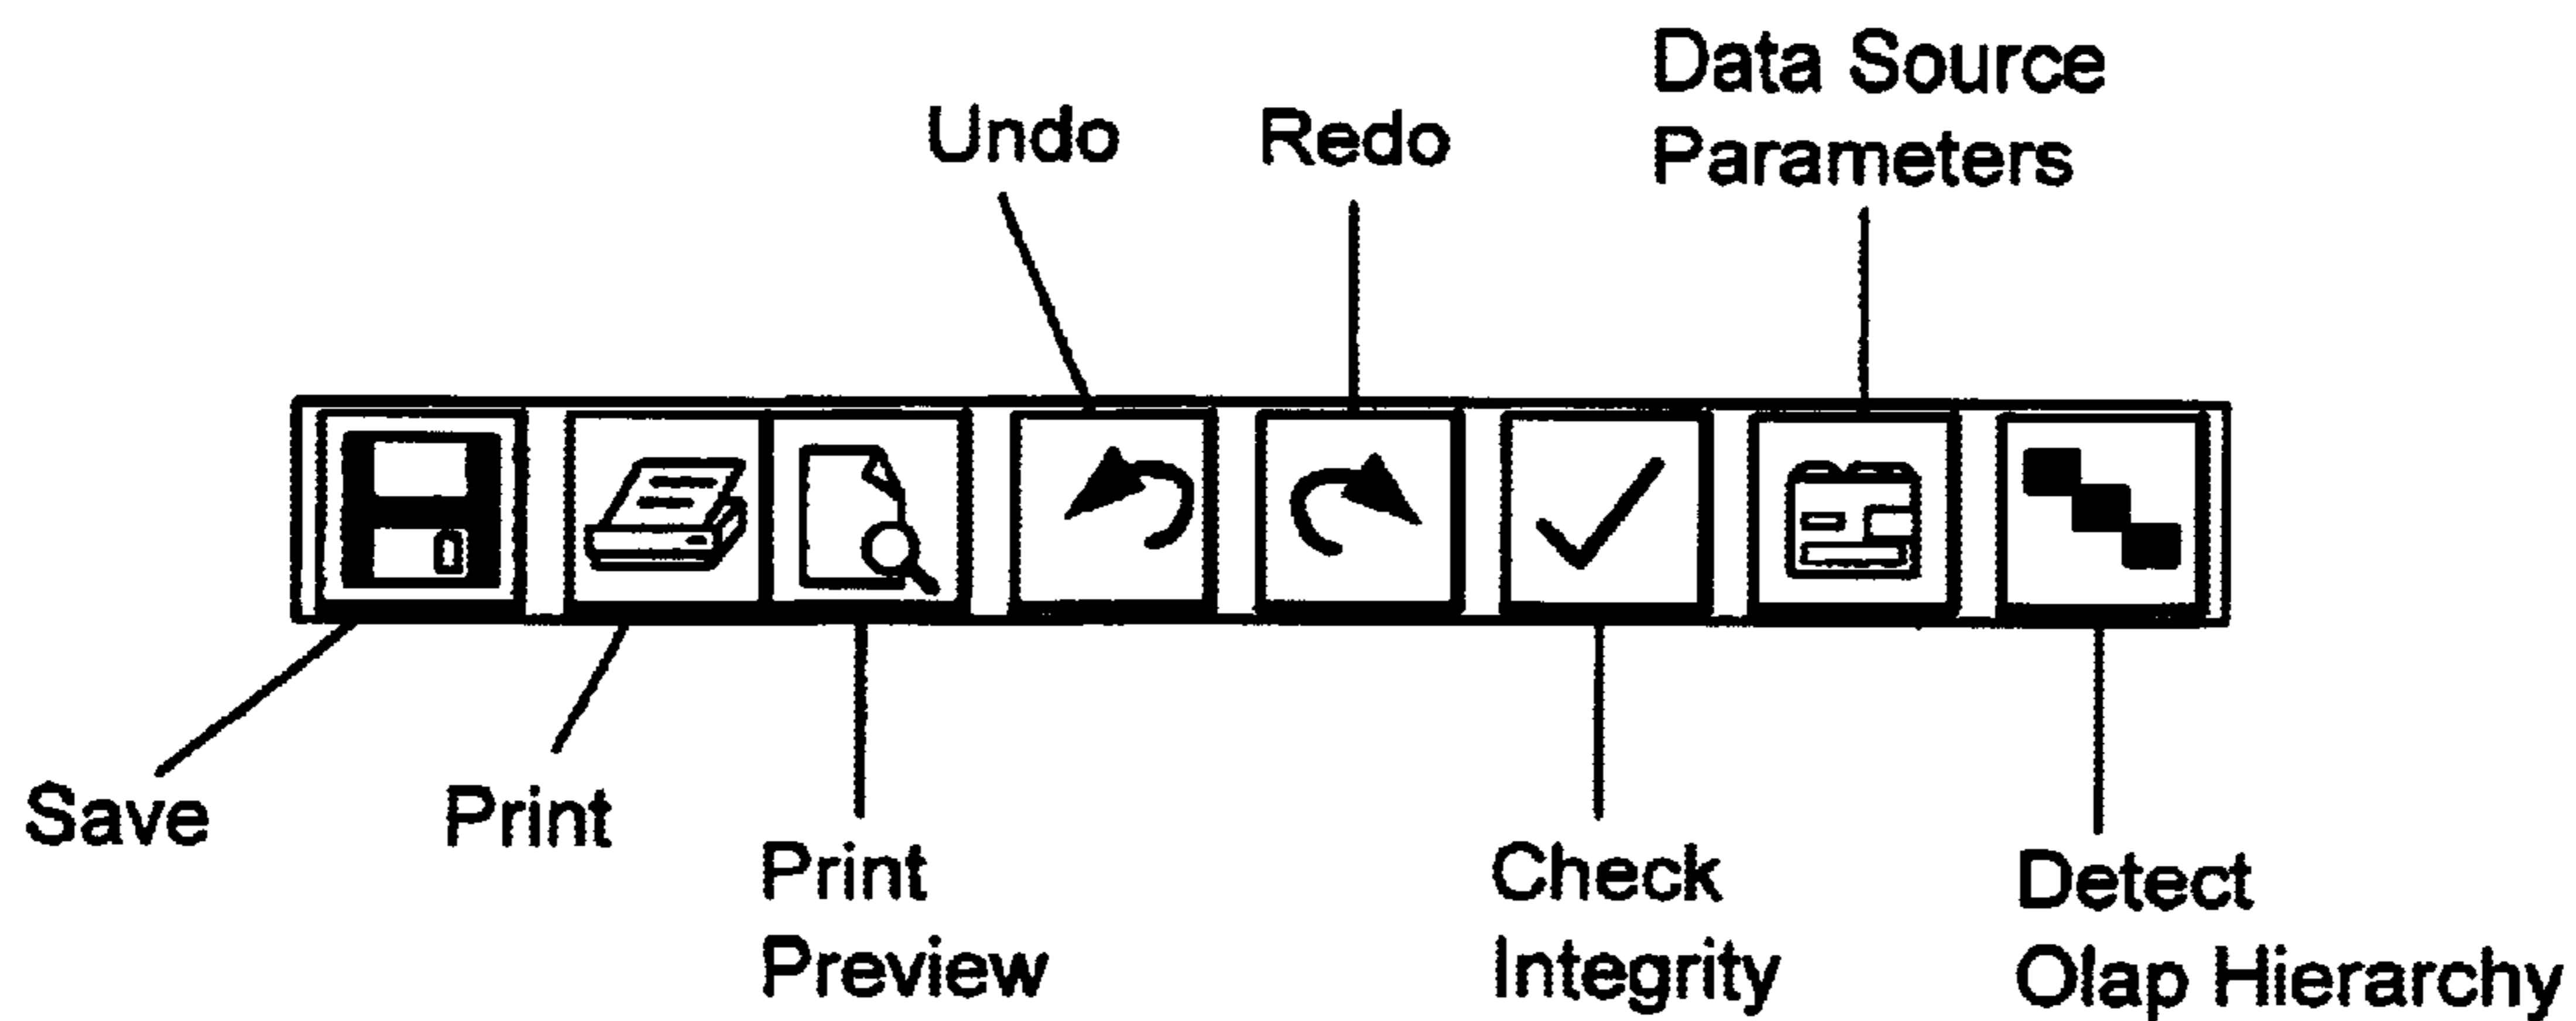 Data Source
Parameters
Undo
Redo
Save
Print
Print
Preview
Check
Integrity
Detect
Olap Hierarchy